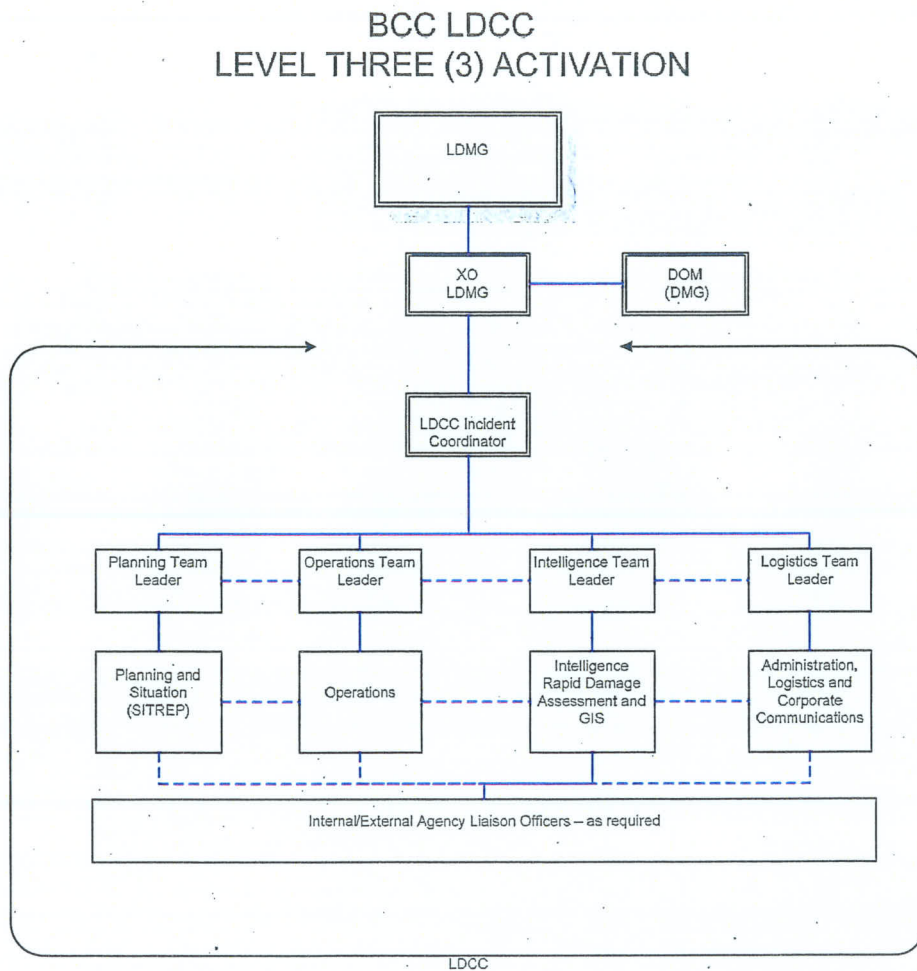 BCC LDCC
LEVEL THREE (3) ACTIVATION
LDMG
XO
LDMG
DOM
(DMG)
LDCC Incident
Coordinator
Planning Team
Leader
Operations Team
Leader
Intelligence Team
Leader
Logistics Team
Leader
Planning and
Situation
(SITREP)
Operations
Intelligence
Rapid Damage
Assessment and
GIS
Administration,
Logistics and
Corporate
Communications
Internal/External Agency Liaison Officers – as required
LDCC